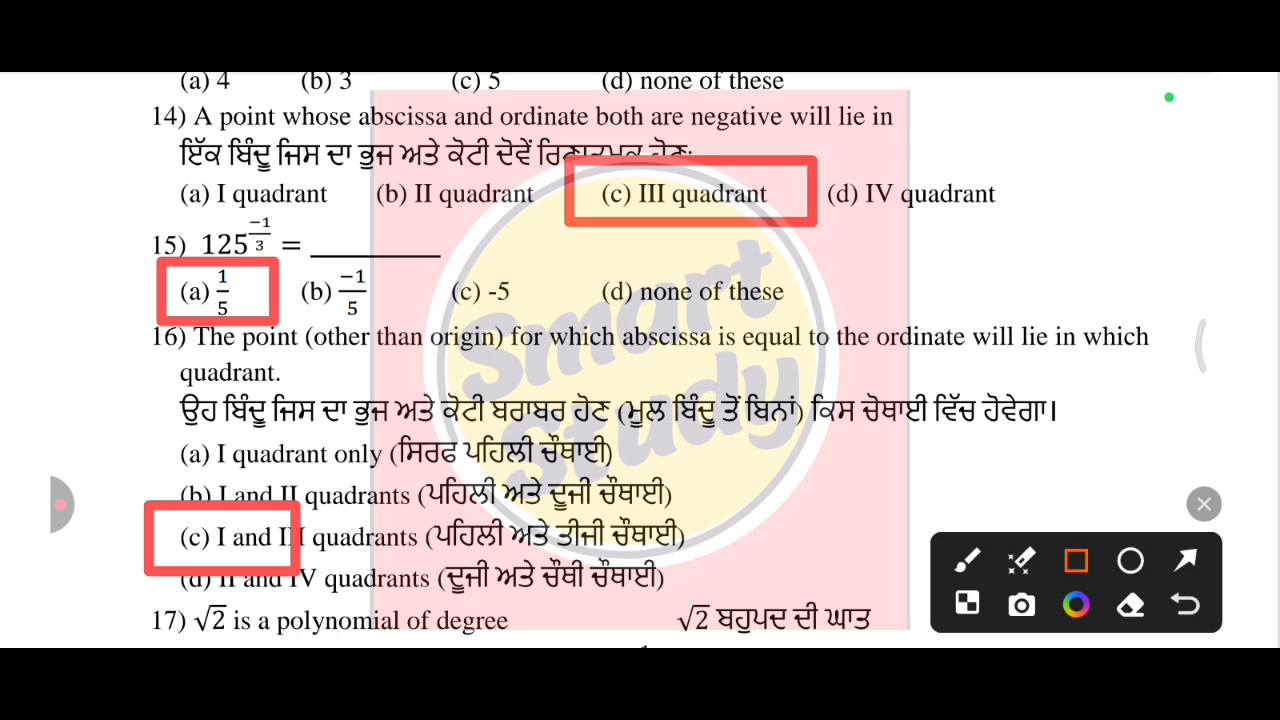 (a) 4 (b) 3 (c) 5 (d) none of these
14) A point whose abscissa and ordinate both are negative will lie in
ਇੱਕ ਬਿੰਦੂ ਜਿਸ ਦਾ ਭੁਜ ਅਤੇ ਕੋਟੀ ਦੋਵੇਂ ਰਿਣਾਤਮਕ ਹੋਣ:
(a) I quadrant (b) II quadrant (c) III quadrant (d) IV quadrant
15) 125^(-1/3) = __________
(a) 1/5 (b) -1/5 (c) -5 (d) none of these
16) The point (other than origin) for which abscissa is equal to the ordinate will lie in which
quadrant.
ਉਹ ਬਿੰਦੂ ਜਿਸ ਦਾ ਭੁਜ ਅਤੇ ਕੋਟੀ ਬਰਾਬਰ ਹੋਣ (ਮੂਲ ਬਿੰਦੂ ਤੋਂ ਬਿਨਾਂ) ਕਿਸ ਚੋਥਾਈ ਵਿੱਚ ਹੋਵੇਗਾ।
(a) I quadrant only (ਸਿਰਫ ਪਹਿਲੀ ਚੌਥਾਈ)
(b) I and II quadrants (ਪਹਿਲੀ ਅਤੇ ਦੂਜੀ ਚੌਥਾਈ)
(c) I and III quadrants (ਪਹਿਲੀ ਅਤੇ ਤੀਜੀ ਚੌਥਾਈ)
(d) II and IV quadrants (ਦੂਜੀ ਅਤੇ ਚੌਥੀ ਚੌਥਾਈ)
17) √2 is a polynomial of degree √2 ਬਹੁਪਦ ਦੀ ਘਾਤ
Smart
Study